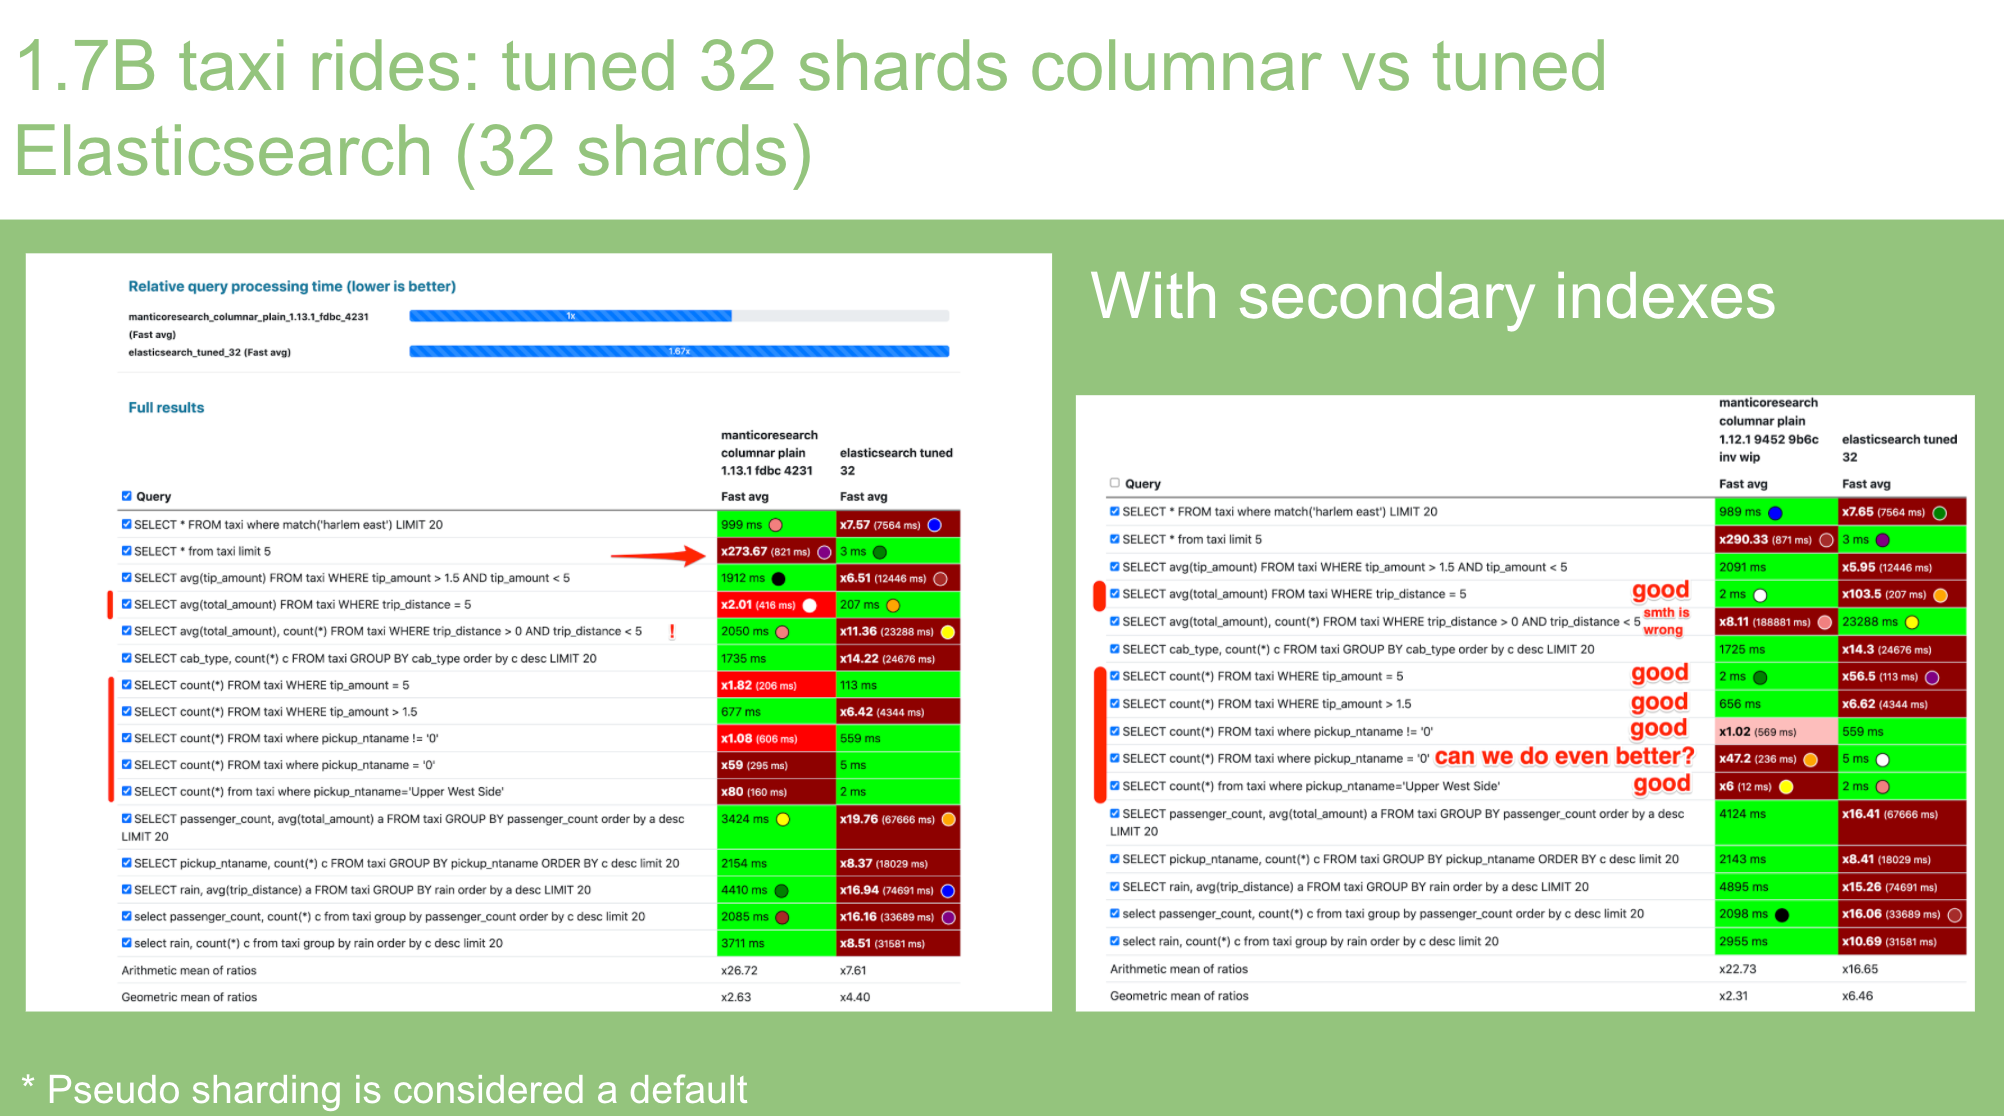 1.7B taxi rides: tuned 32 shards columnar vs tuned
Elasticsearch (32 shards)
Relative query processing time (lower is better)
manticoresearch_columnar_plain_1.13.1_fdbc_4231
(Fast avg)
1x
elasticsearch_tuned_32 (Fast avg)
1.67x
Full results
manticoresearch
columnar plain
1.13.1 fdbc 4231
elasticsearch tuned
32
Query Fast avg Fast avg
SELECT * FROM taxi where match('harlem east') LIMIT 20 999 ms x7.57 (7564 ms)
SELECT * from taxi limit 5 x273.67 (821 ms) 3 ms
SELECT avg(tip_amount) FROM taxi WHERE tip_amount > 1.5 AND tip_amount < 5 1912 ms x6.51 (12446 ms)
SELECT avg(total_amount) FROM taxi WHERE trip_distance = 5 x2.01 (416 ms) 207 ms
SELECT avg(total_amount), count(*) FROM taxi WHERE trip_distance > 0 AND trip_distance < 5 ! 2050 ms x11.36 (23288 ms)
SELECT cab_type, count(*) c FROM taxi GROUP BY cab_type order by c desc LIMIT 20 1735 ms x14.22 (24676 ms)
SELECT count(*) FROM taxi WHERE tip_amount = 5 x1.82 (206 ms) 113 ms
SELECT count(*) FROM taxi WHERE tip_amount > 1.5 677 ms x6.42 (4344 ms)
SELECT count(*) FROM taxi where pickup_ntaname != '0' x1.08 (606 ms) 559 ms
SELECT count(*) FROM taxi where pickup_ntaname = '0' x59 (295 ms) 5 ms
SELECT count(*) from taxi where pickup_ntaname='Upper West Side' x80 (160 ms) 2 ms
SELECT passenger_count, avg(total_amount) a FROM taxi GROUP BY passenger_count order by a desc 3424 ms x19.76 (67666 ms)
LIMIT 20
SELECT pickup_ntaname, count(*) c FROM taxi GROUP BY pickup_ntaname ORDER BY c desc limit 20 2154 ms x8.37 (18029 ms)
SELECT rain, avg(trip_distance) a FROM taxi GROUP BY rain order by a desc LIMIT 20 4410 ms x16.94 (74691 ms)
select passenger_count, count(*) c from taxi group by passenger_count order by c desc limit 20 2085 ms x16.16 (33689 ms)
select rain, count(*) c from taxi group by rain order by c desc limit 20 3711 ms x8.51 (31581 ms)
Arithmetic mean of ratios x26.72 x7.61
Geometric mean of ratios x2.63 x4.40
With secondary indexes
manticoresearch
columnar plain
1.12.1 9452 9b6c
inv wip
elasticsearch tuned
32
Query Fast avg Fast avg
SELECT * FROM taxi where match('harlem east') LIMIT 20 989 ms x7.65 (7564 ms)
SELECT * from taxi limit 5 x290.33 (871 ms) 3 ms
SELECT avg(tip_amount) FROM taxi WHERE tip_amount > 1.5 AND tip_amount < 5 2091 ms x5.95 (12446 ms)
SELECT avg(total_amount) FROM taxi WHERE trip_distance = 5 good 2 ms x103.5 (207 ms)
SELECT avg(total_amount), count(*) FROM taxi WHERE trip_distance > 0 AND trip_distance < 5 smth is x8.11 (188881 ms) 23288 ms
wrong
SELECT cab_type, count(*) c FROM taxi GROUP BY cab_type order by c desc LIMIT 20 1725 ms x14.3 (24676 ms)
SELECT count(*) FROM taxi WHERE tip_amount = 5 good 2 ms x56.5 (113 ms)
SELECT count(*) FROM taxi WHERE tip_amount > 1.5 good 656 ms x6.62 (4344 ms)
SELECT count(*) FROM taxi where pickup_ntaname != '0' good x1.02 (569 ms) 559 ms
SELECT count(*) FROM taxi where pickup_ntaname = '0' can we do even better? x47.2 (236 ms) 5 ms
SELECT count(*) from taxi where pickup_ntaname='Upper West Side' good x6 (12 ms) 2 ms
SELECT passenger_count, avg(total_amount) a FROM taxi GROUP BY passenger_count order by a desc 4124 ms x16.41 (67666 ms)
LIMIT 20
SELECT pickup_ntaname, count(*) c FROM taxi GROUP BY pickup_ntaname ORDER BY c desc limit 20 2143 ms x8.41 (18029 ms)
SELECT rain, avg(trip_distance) a FROM taxi GROUP BY rain order by a desc LIMIT 20 4895 ms x15.26 (74691 ms)
select passenger_count, count(*) c from taxi group by passenger_count order by c desc limit 20 2098 ms x16.06 (33689 ms)
select rain, count(*) c from taxi group by rain order by c desc limit 20 2955 ms x10.69 (31581 ms)
Arithmetic mean of ratios x22.73 x16.65
Geometric mean of ratios x2.31 x6.46
* Pseudo sharding is considered a default